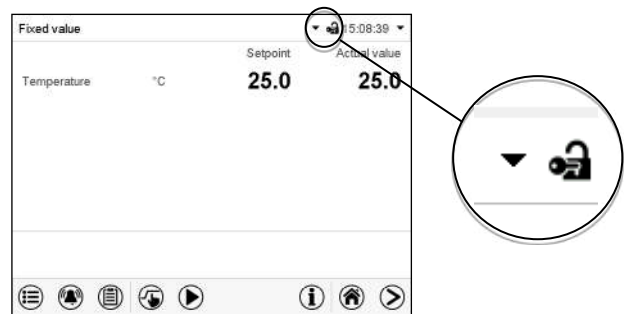 Fixed value 15:08:39
Setpoint Actual value
Temperature °C 25.0 25.0